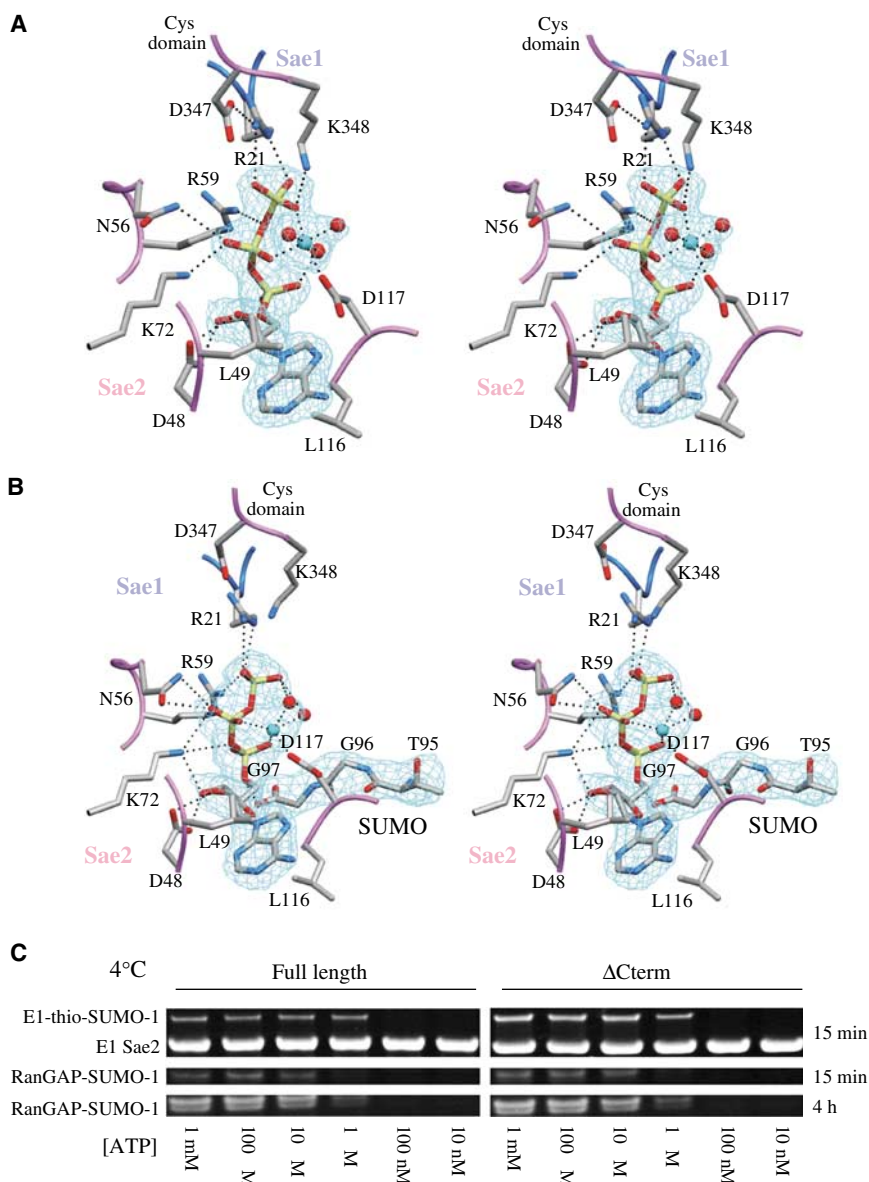 A
Cys
domain
Sae1
D347
K348
R21
R59
N56
D117
K72
L49
Sae2
D48
L116
Cys
domain
Sae1
D347
K348
R21
R59
N56
D117
K72
L49
Sae2
D48
L116
B
Cys
domain
D347
K348
Sae1
R21
R59
N56
D117
G96
T95
G97
K72
SUMO
L49
Sae2
D48
L116
Cys
domain
D347
K348
Sae1
R21
R59
N56
D117
G96
T95
G97
K72
SUMO
L49
Sae2
D48
L116
C
4°C
Full length
ΔCterm
E1-thio-SUMO-1
E1 Sae2
15 min
RanGAP-SUMO-1
15 min
RanGAP-SUMO-1
4 h
[ATP]
1 mM
100 M
10 M
1 M
100 nM
10 nM
1 mM
100 M
10 M
1 M
100 nM
10 nM